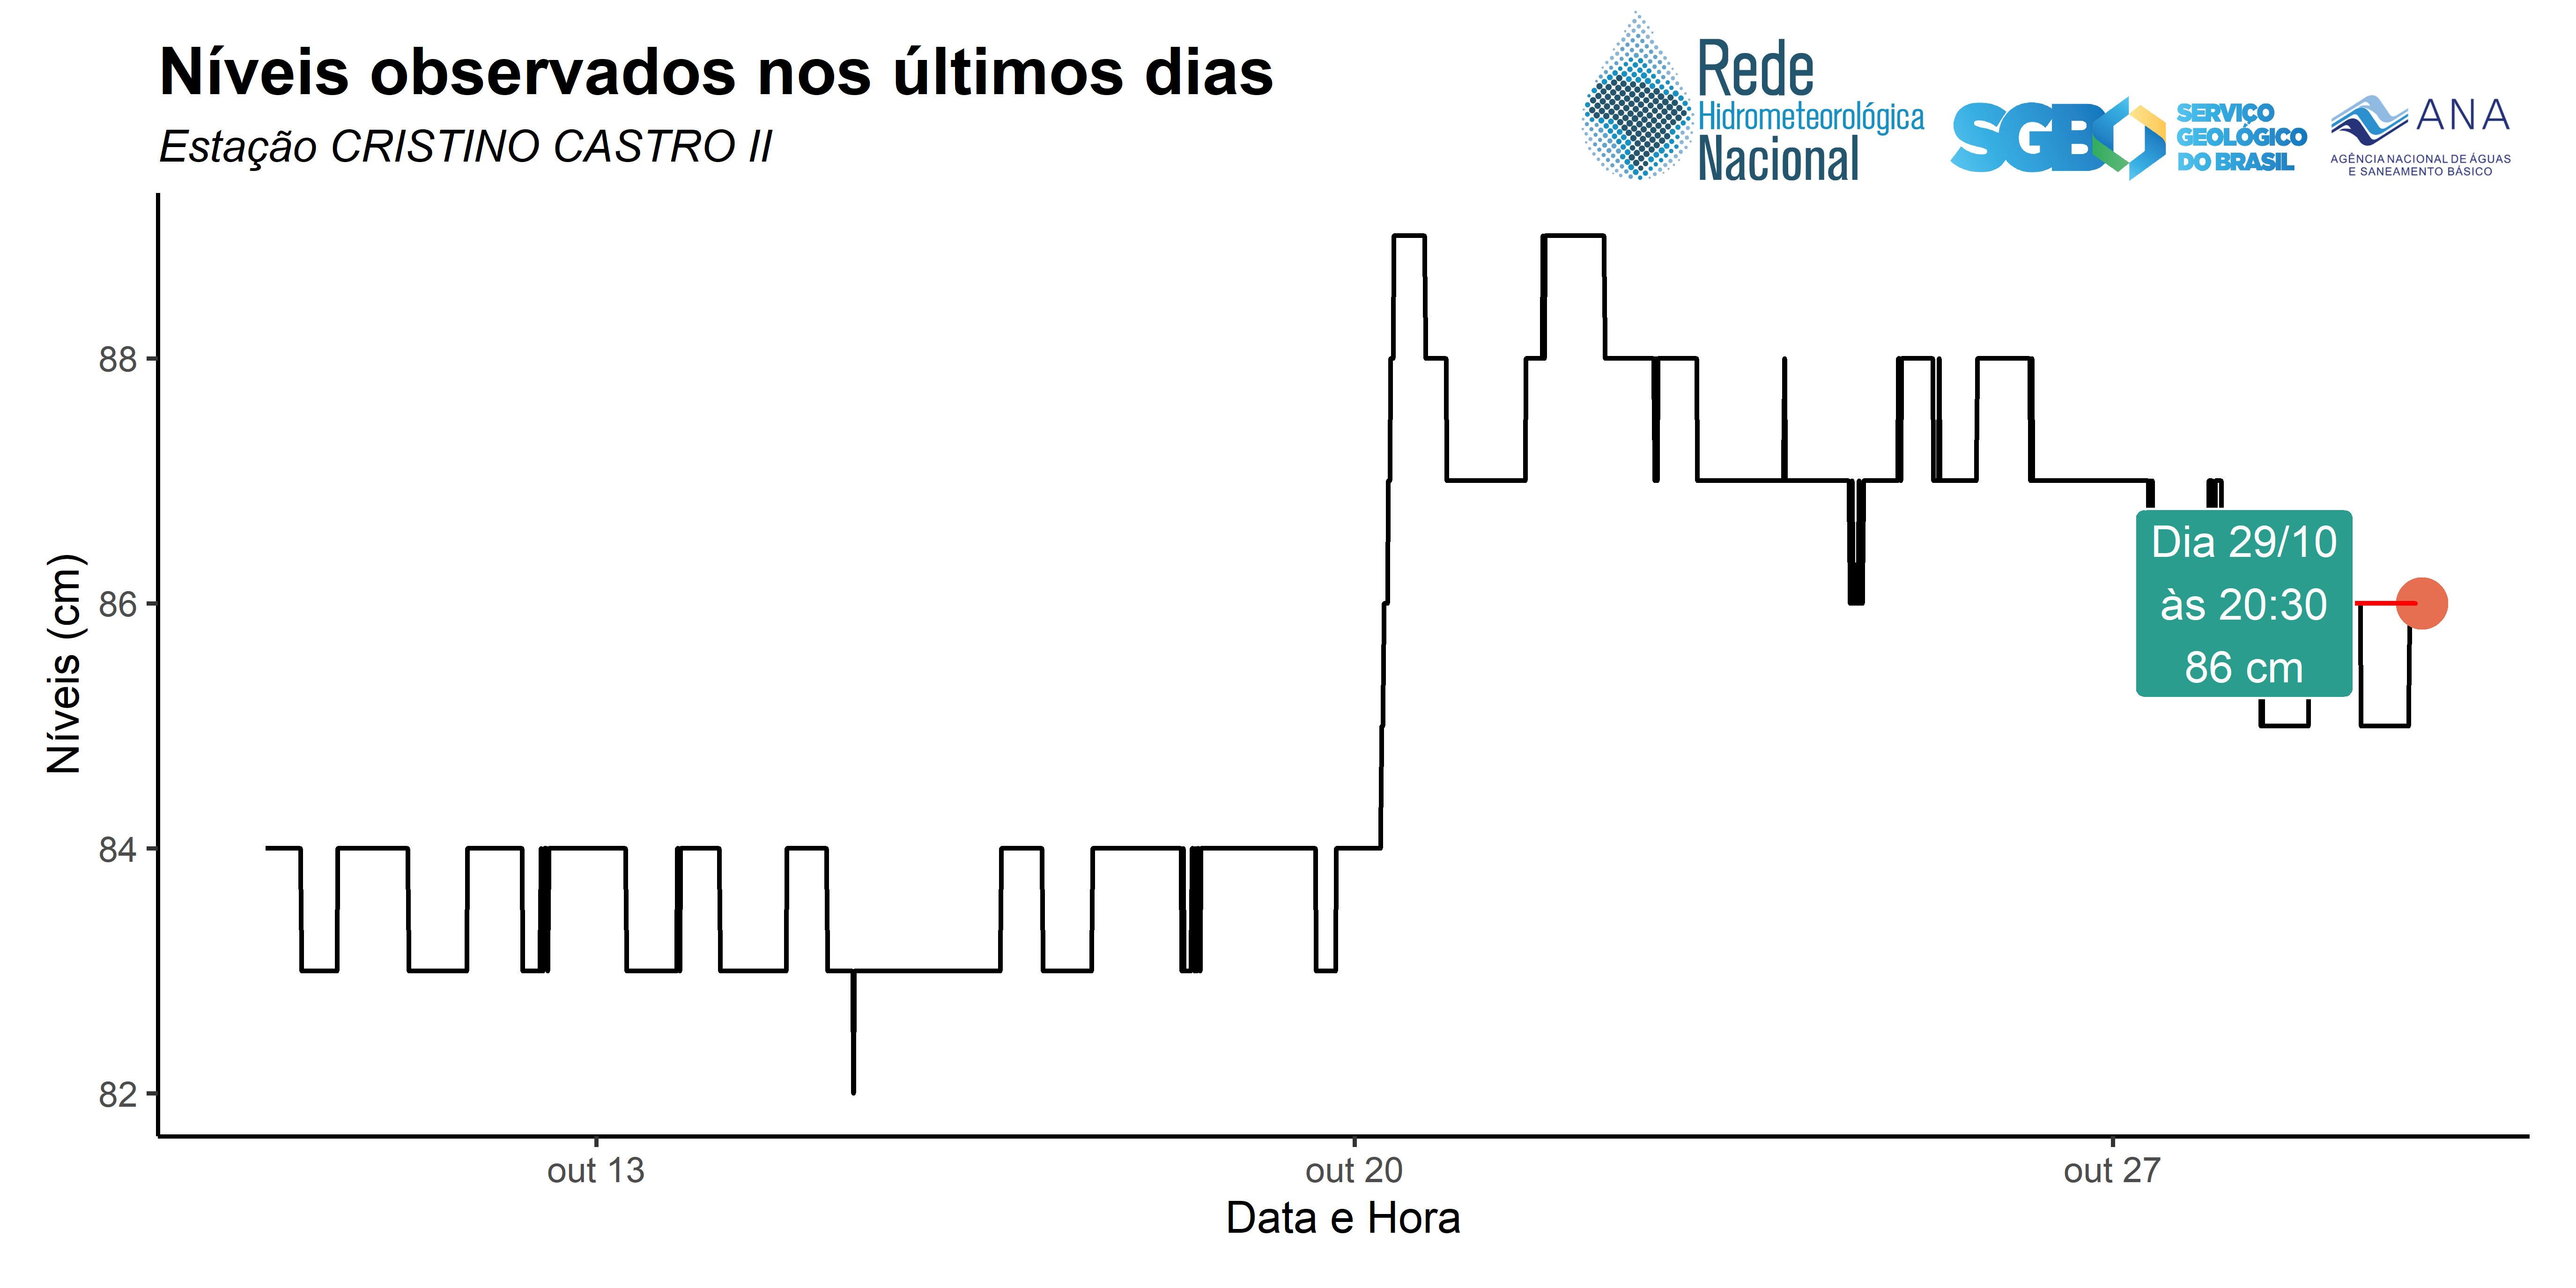 Níveis observados nos últimos dias
Estação CRISTINO CASTRO II
Rede
Hidrometeorológica
Nacional
SGB
SERVIÇO
GEOLÓGICO
DO BRASIL
ANA
AGÊNCIA NACIONAL DE ÁGUAS
E SANEAMENTO BÁSICO
Níveis (cm)
88
86
84
82
Dia 29/10
às 20:30
86 cm
out 13
out 20
out 27
Data e Hora